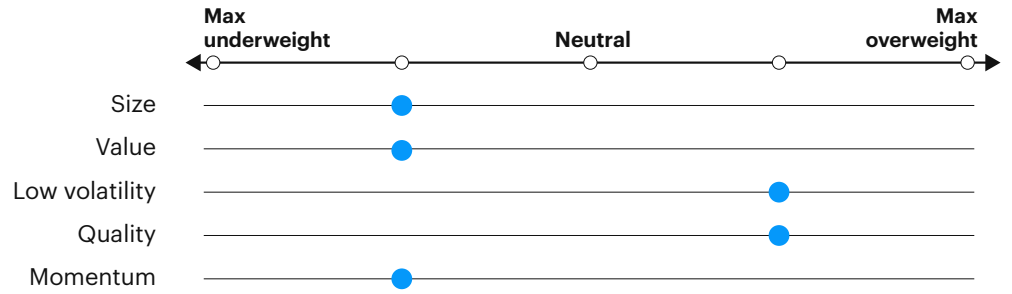 Max underweight
Neutral
Max overweight
Size
Value
Low volatility
Quality
Momentum